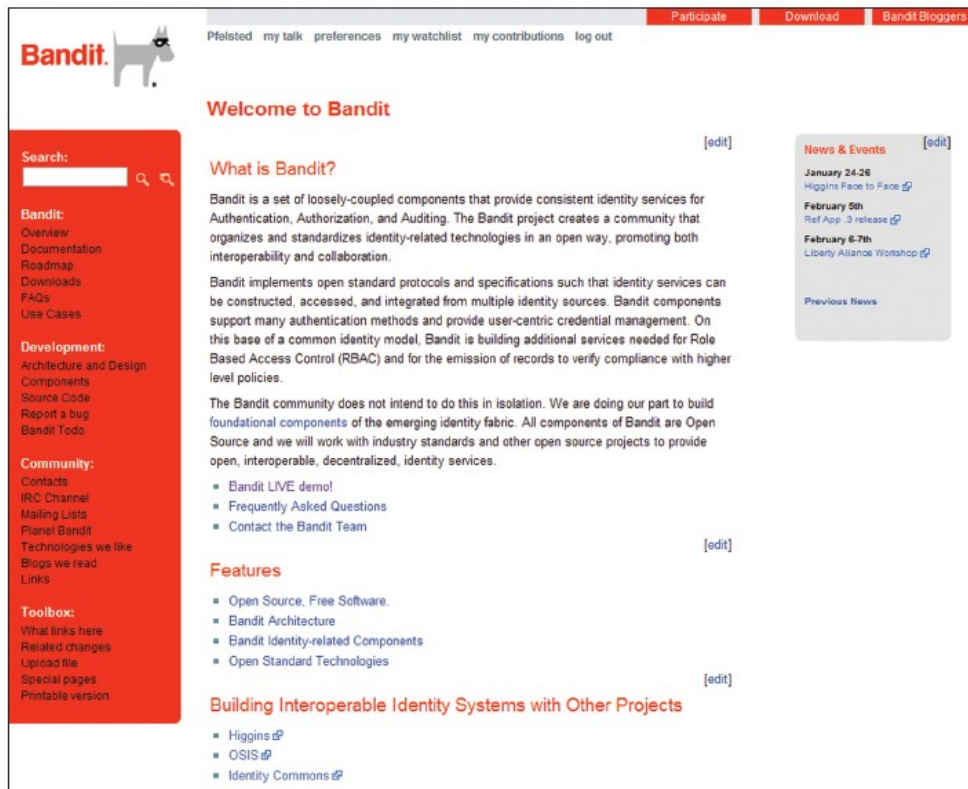 Participate
Download
Bandit Bloggers
Pfelsted my talk preferences my watchlist my contributions log out
Bandit.
Welcome to Bandit
Search:
Bandit:
Overview
Documentation
Roadmap
Downloads
FAQs
Use Cases
Development:
Architecture and Design
Components
Source Code
Report a bug
Bandit Todo
Community:
Contacts
IRC Channel
Mailing Lists
Planet Bandit
Technologies we like
Blogs we read
Links
Toolbox:
What links here
Related changes
Upload file
Special pages
Printable version
[edit]
What is Bandit?
Bandit is a set of loosely-coupled components that provide consistent identity services for
Authentication, Authorization, and Auditing. The Bandit project creates a community that
organizes and standardizes identity-related technologies in an open way, promoting both
interoperability and collaboration.
Bandit implements open standard protocols and specifications such that identity services can
be constructed, accessed, and integrated from multiple identity sources. Bandit components
support many authentication methods and provide user-centric credential management. On
this base of a common identity model, Bandit is building additional services needed for Role
Based Access Control (RBAC) and for the emission of records to verify compliance with higher
level policies.
The Bandit community does not intend to do this in isolation. We are doing our part to build
foundational components of the emerging identity fabric. All components of Bandit are Open
Source and we will work with industry standards and other open source projects to provide
open, interoperable, decentralized, identity services.
Bandit LIVE demo!
Frequently Asked Questions
Contact the Bandit Team
[edit]
Features
Open Source, Free Software.
Bandit Architecture
Bandit Identity-related Components
Open Standard Technologies
[edit]
Building Interoperable Identity Systems with Other Projects
Higgins
OSIS
Identity Commons
[edit]
News & Events
January 24-26
Higgins Face to Face
February 5th
Ref App .3 release
February 6-7th
Liberty Alliance Workshop
Previous News